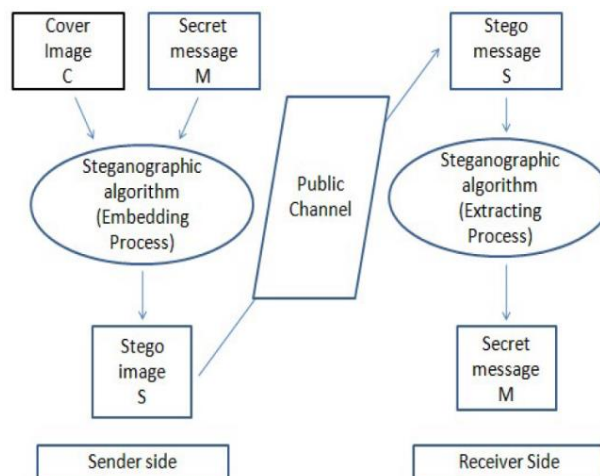 Cover
Image
C
Secret
message
M
Steganographic
algorithm
(Embedding
Process)
Stego
image
S
Sender side
Public
Channel
Stego
message
S
Steganographic
algorithm
(Extracting
Process)
Secret
message
M
Receiver Side